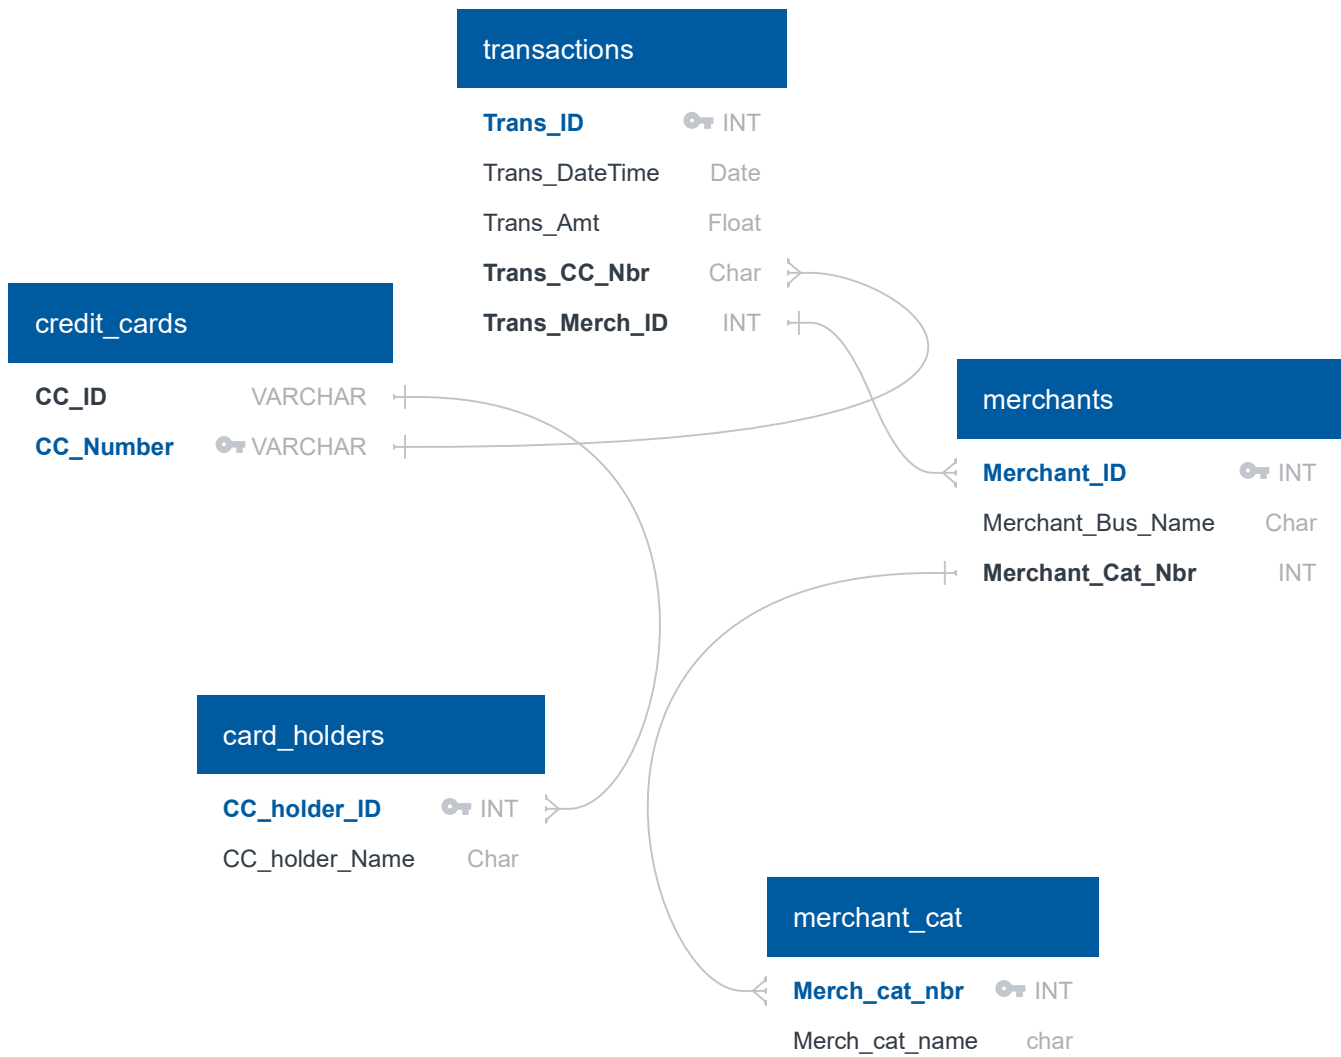 transactions
Trans_ID INT
Trans_DateTime Date
Trans_Amt Float
Trans_CC_Nbr Char
Trans_Merch_ID INT
credit_cards
CC_ID VARCHAR
CC_Number VARCHAR
merchants
Merchant_ID INT
Merchant_Bus_Name Char
Merchant_Cat_Nbr INT
card_holders
CC_holder_ID INT
CC_holder_Name Char
merchant_cat
Merch_cat_nbr INT
Merch_cat_name char